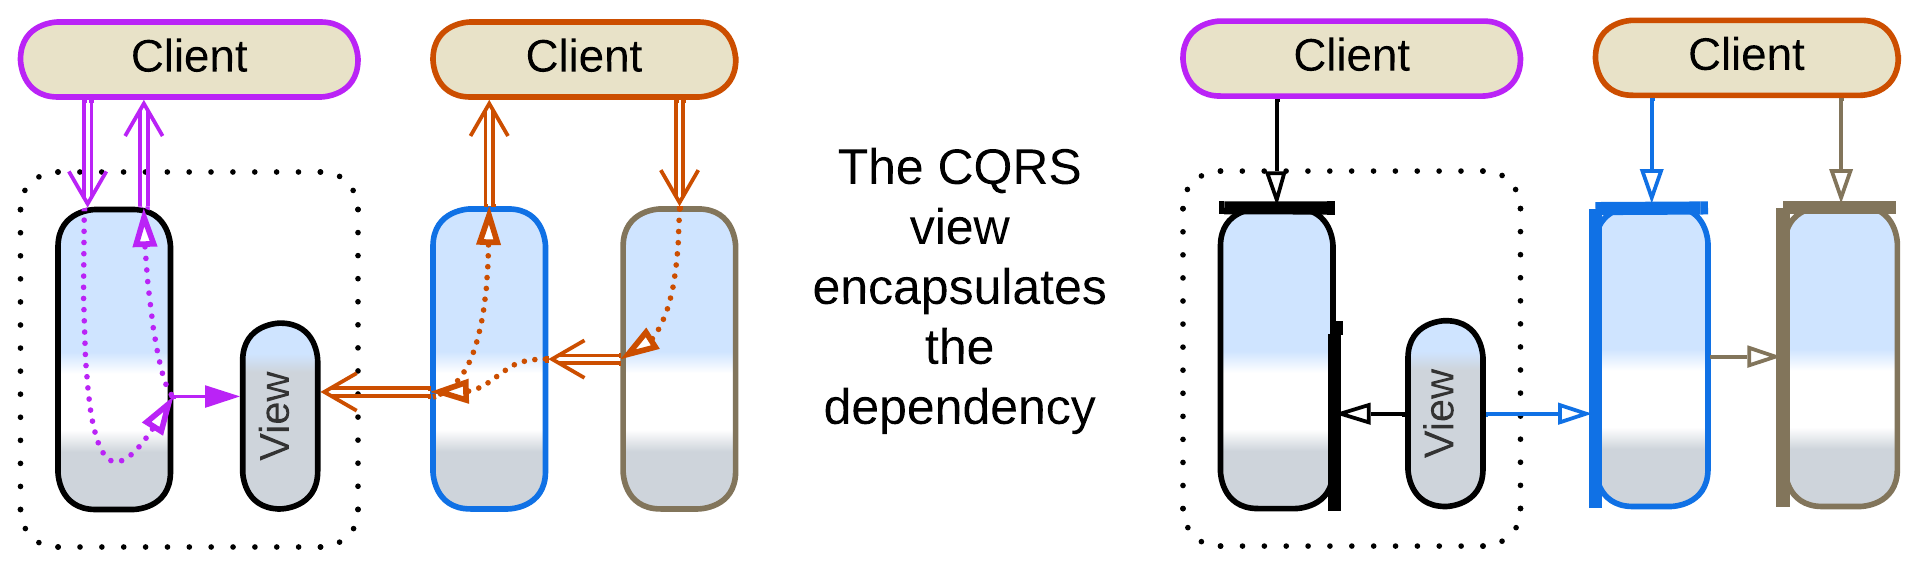 Client
Client
The CQRS
view
encapsulates
the
dependency
View
Client
Client
View